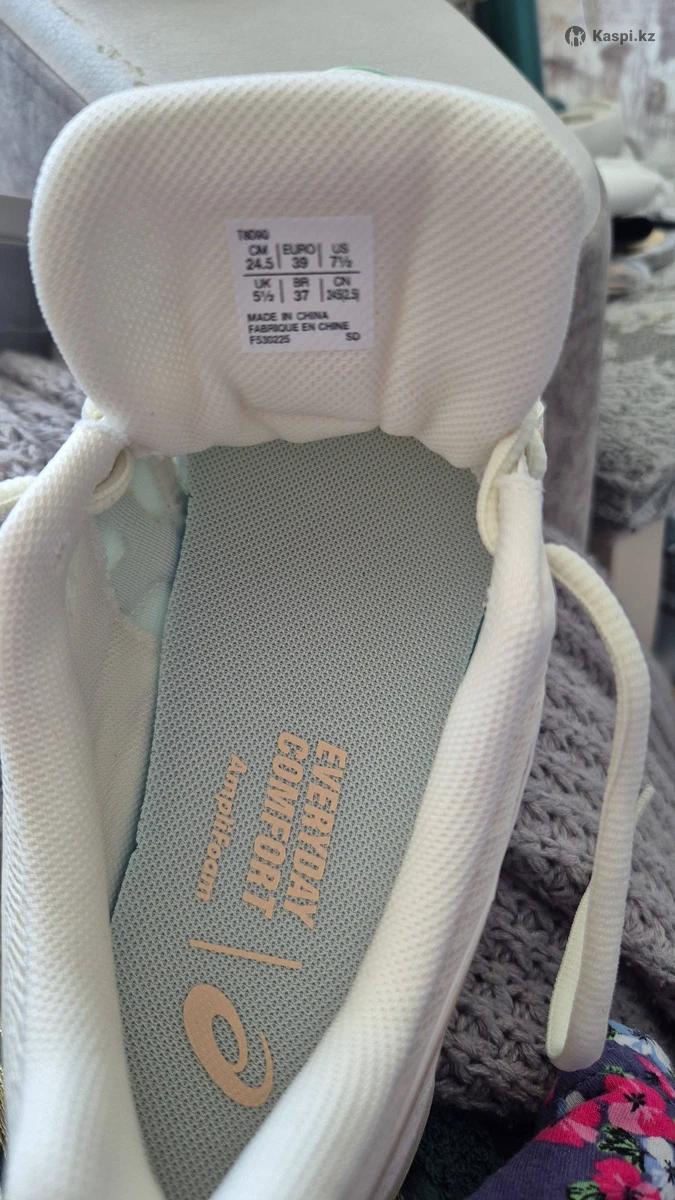 Kaspi.kz
T8D9Q
CM EURO US
24.5 39 7½
UK BR CN
5½ 37 245(2.5)
MADE IN CHINA
FABRIQUE EN CHINE
F530225 SD
EVERYDAY
COMFORT
AmpliFoam